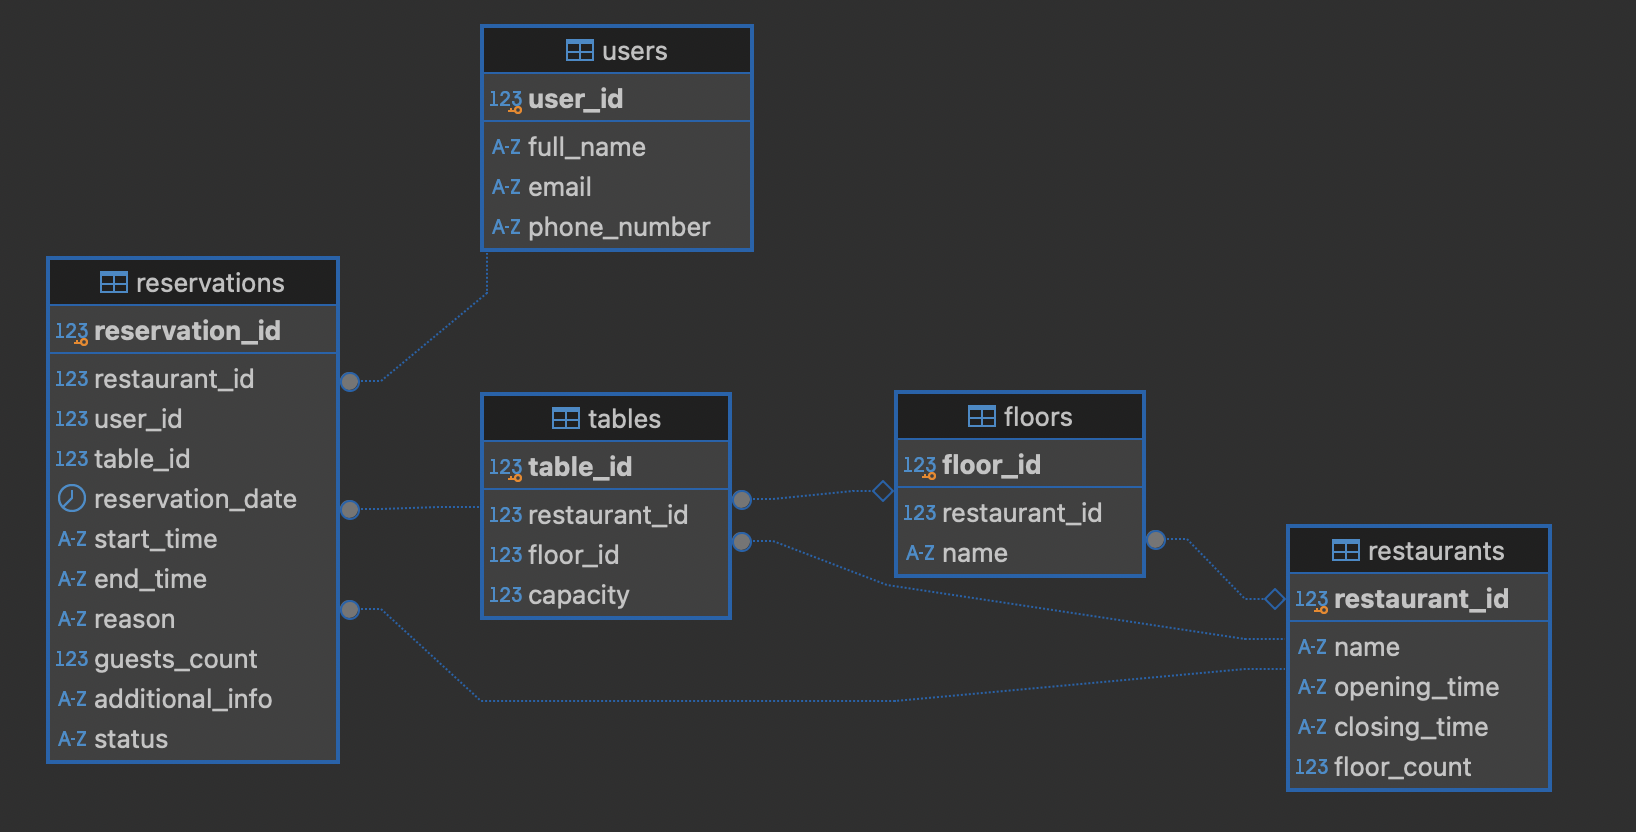 users
123 user_id
A-Z full_name
A-Z email
A-Z phone_number
reservations
123 reservation_id
123 restaurant_id
123 user_id
123 table_id
reservation_date
A-Z start_time
A-Z end_time
A-Z reason
123 guests_count
A-Z additional_info
A-Z status
tables
123 table_id
123 restaurant_id
123 floor_id
123 capacity
floors
123 floor_id
123 restaurant_id
A-Z name
restaurants
123 restaurant_id
A-Z name
A-Z opening_time
A-Z closing_time
123 floor_count